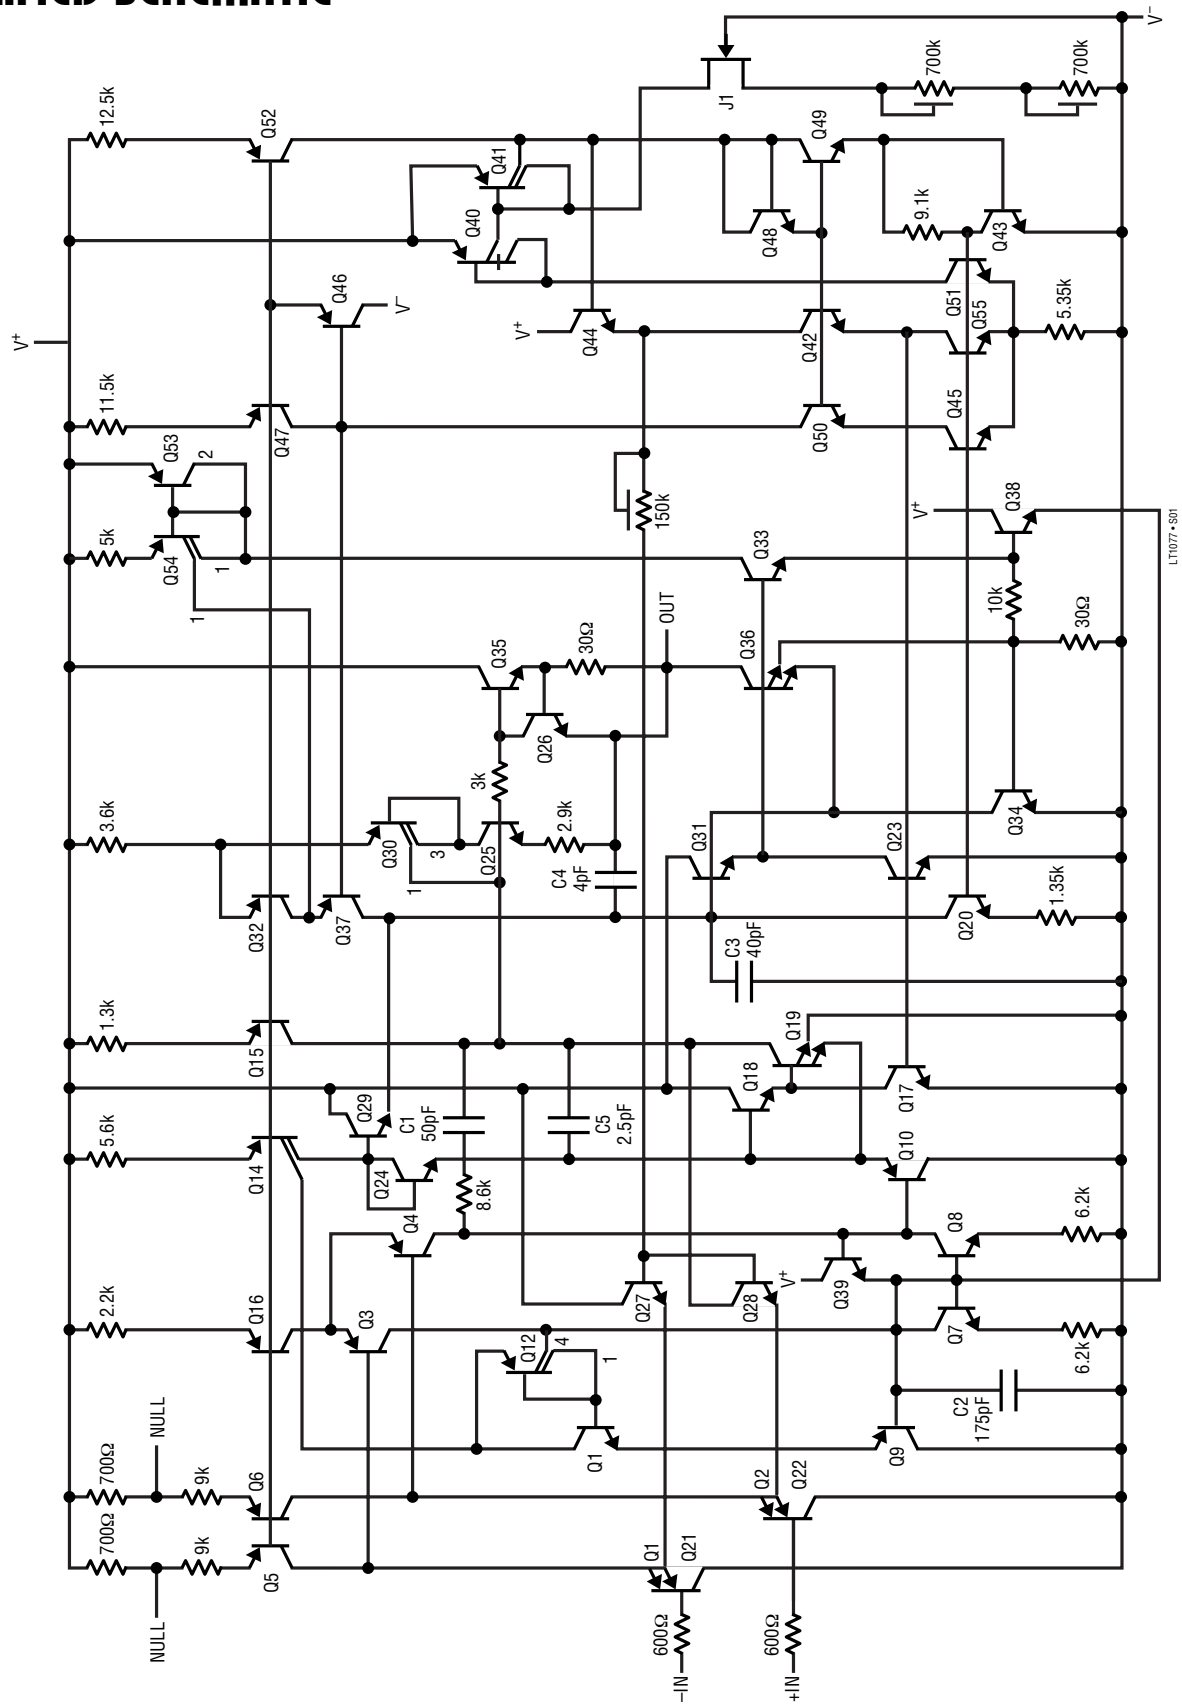 V+
700Ω
700Ω
2.2k
5.6k
1.3k
3.6k
5k
11.5k
12.5k
NULL
NULL
9k
9k
Q54
Q53
1
1
2
Q5
Q6
Q16
Q14
Q15
Q32
Q47
Q52
Q3
Q4
Q29
Q24
Q37
Q46
V–
Q30
1
3
Q40
Q41
C1
50pF
8.6k
Q25
3k
Q35
Q12
4
1
Q26
2.9k
30Ω
V+
Q44
C4
4pF
Q1
C5
2.5pF
–IN
600Ω
Q1
Q21
Q27
150k
OUT
+IN
600Ω
Q2
Q22
Q28
V+
Q18
Q19
C3
40pF
Q31
Q36
Q33
J1
Q48
Q39
Q9
Q10
Q17
Q23
Q50
Q42
Q49
V+
9.1k
700k
C2
175pF
Q7
Q8
Q20
Q34
Q38
Q45
Q55
Q51
Q43
10k
6.2k
6.2k
1.35k
30Ω
5.35k
700k
V–
LT1077 • S01